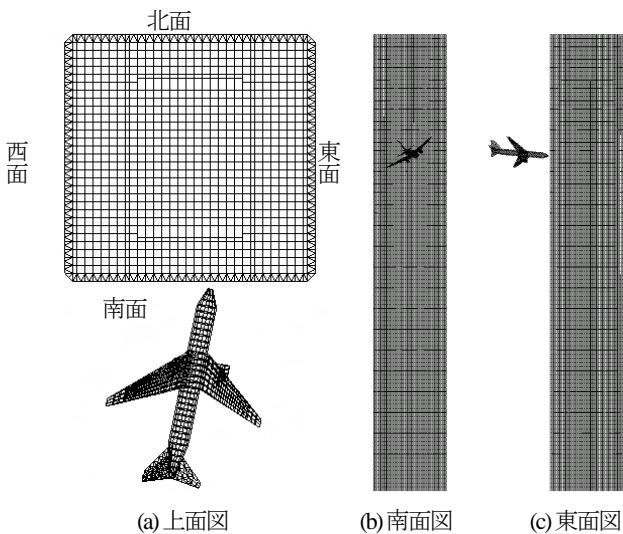 北面
西面
東面
南面
(a) 上面図
(b) 南面図
(c) 東面図